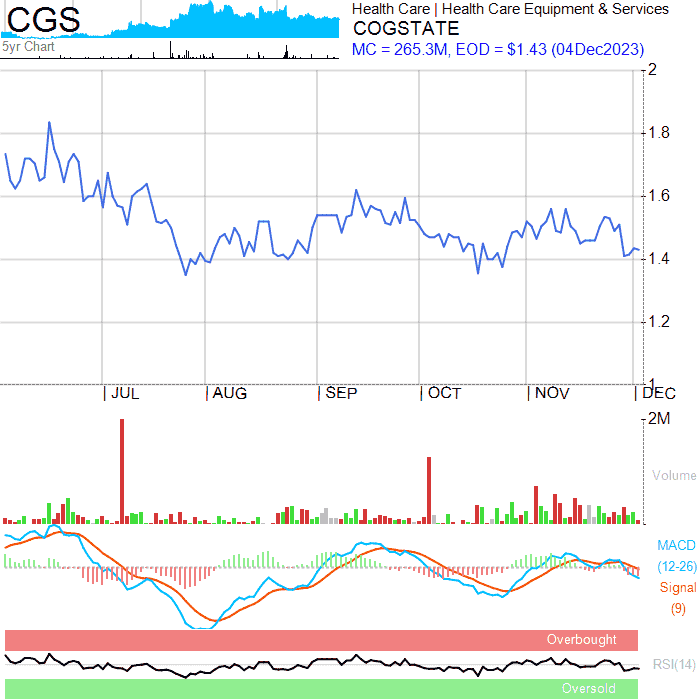 CGS
5yr Chart
Health Care | Health Care Equipment & Services
COGSTATE
MC = 265.3M, EOD = $1.43 (04Dec2023)
2
1.8
1.6
1.4
1.2
1
JUL AUG SEP OCT NOV DEC
2M
Volume
MACD
(12-26)
Signal
(9)
Overbought
RSI(14)
Oversold